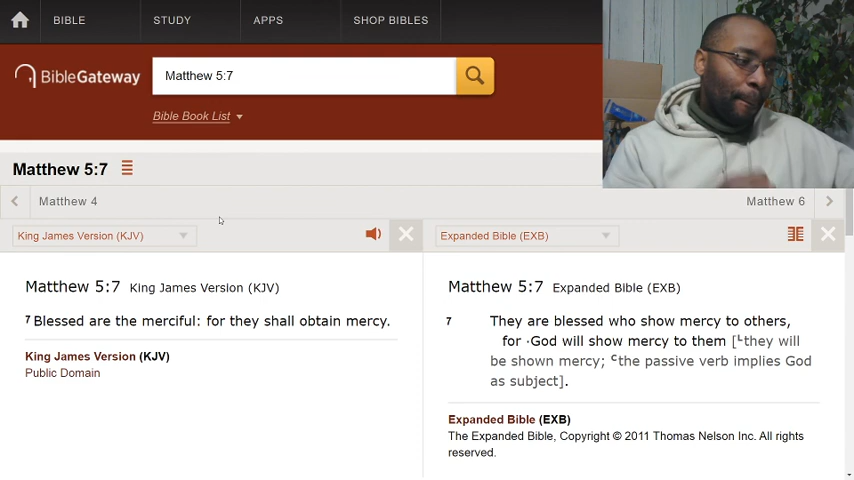 BIBLE
STUDY
APPS
SHOP BIBLES
BibleGateway
Matthew 5:7
Bible Book List
Matthew 5:7
Matthew 4
Matthew 6
King James Version (KJV)
Expanded Bible (EXB)
Matthew 5:7 King James Version (KJV)
7 Blessed are the merciful: for they shall obtain mercy.
King James Version (KJV)
Public Domain
Matthew 5:7 Expanded Bible (EXB)
7 They are blessed who show mercy to others,
for ·God will show mercy to them [ᴸthey will
be shown mercy; ᶜthe passive verb implies God
as subject].
Expanded Bible (EXB)
The Expanded Bible, Copyright © 2011 Thomas Nelson Inc. All rights
reserved.